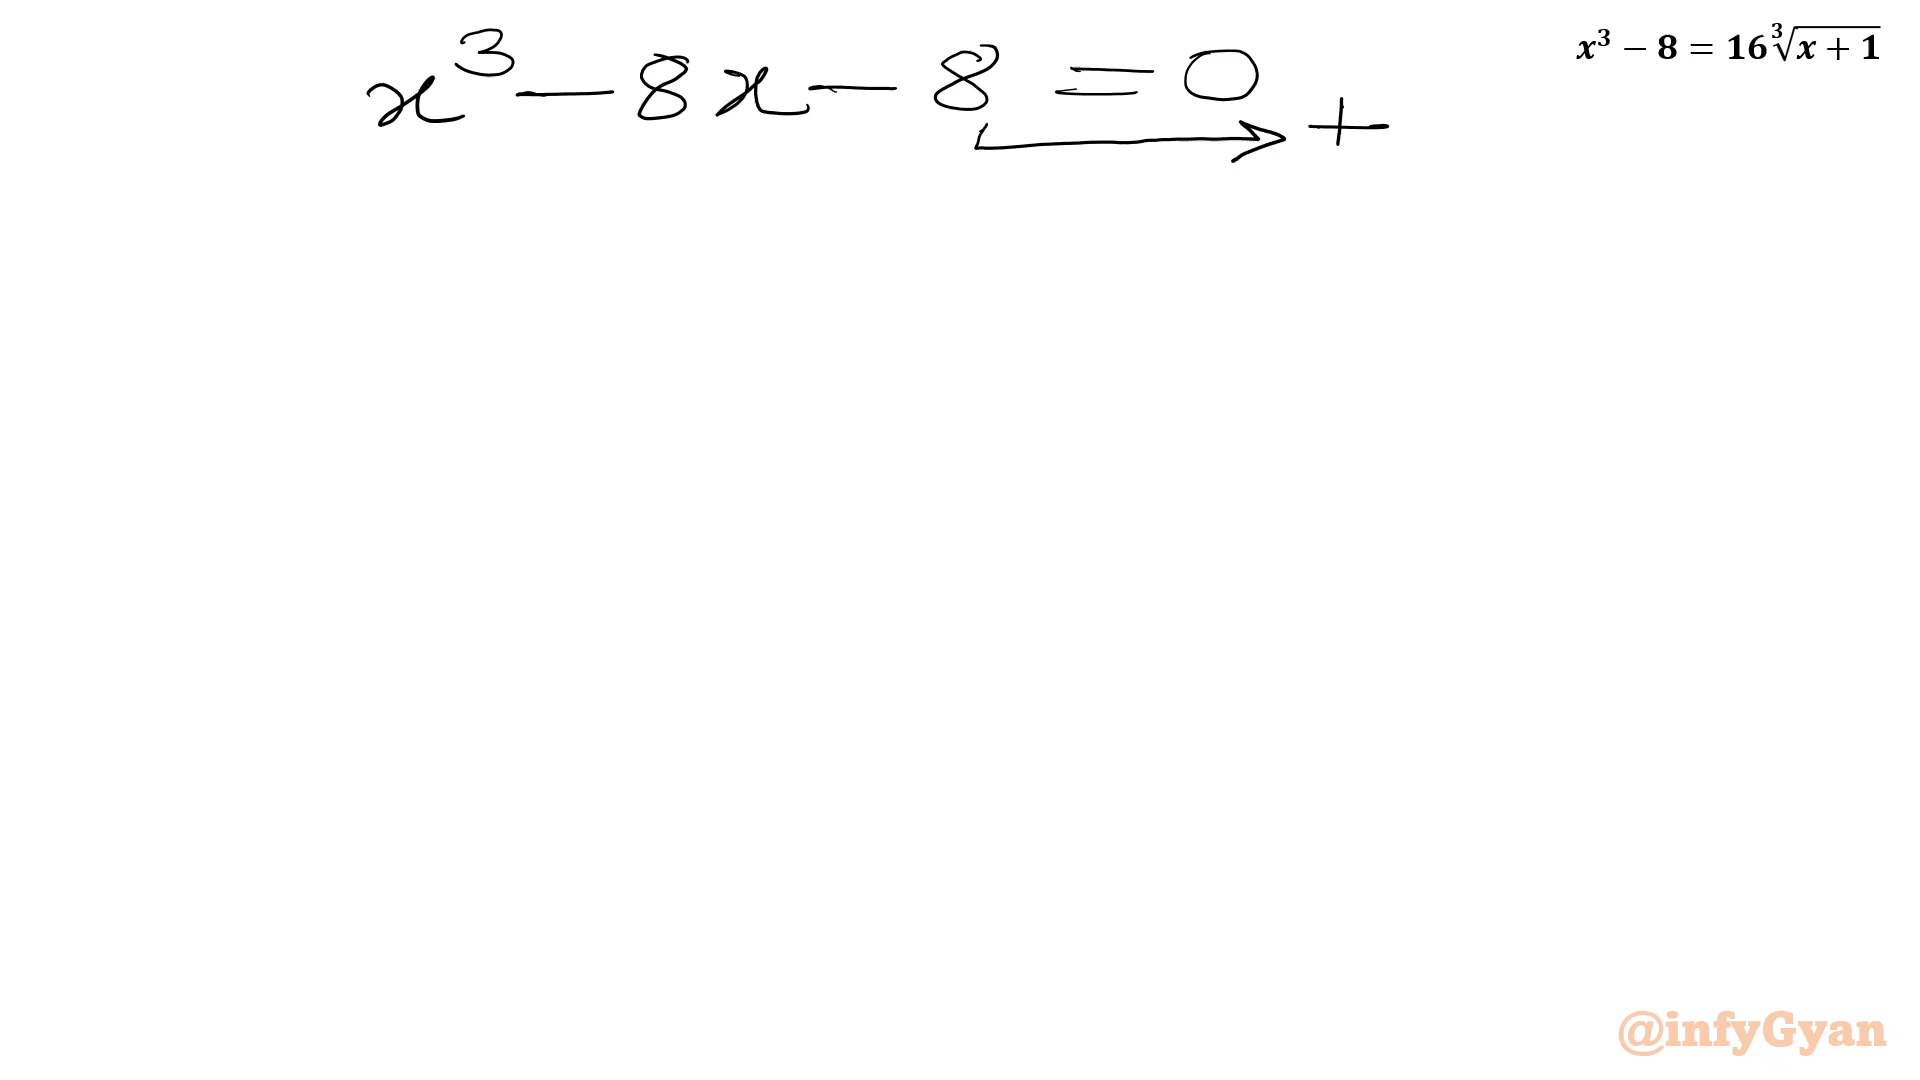 x³ - 8x - 8 = 0
x³ − 8 = 16∛(x + 1)
+
@infyGyan